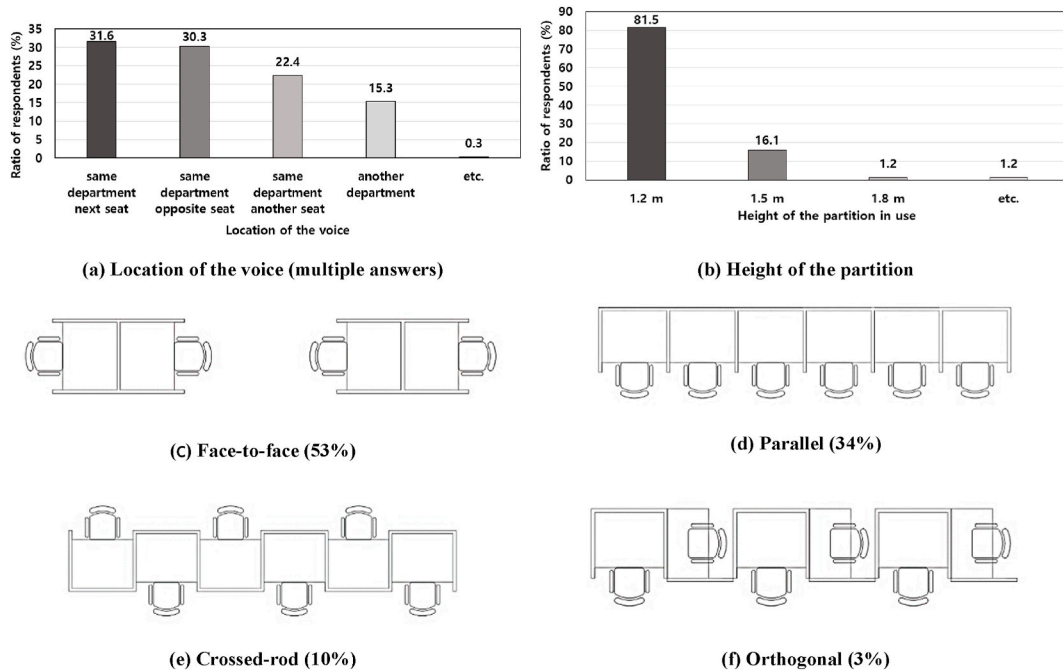 Ratio of respondents (%)
35
30
25
20
15
10
5
0
31.6
30.3
22.4
15.3
0.3
same department next seat
same department opposite seat
same department another seat
another department
etc.
Location of the voice
(a) Location of the voice (multiple answers)
Ratio of respondents (%)
90
80
70
60
50
40
30
20
10
0
81.5
16.1
1.2
1.2
1.2 m
1.5 m
1.8 m
etc.
Height of the partition in use
(b) Height of the partition
(c) Face-to-face (53%)
(d) Parallel (34%)
(e) Crossed-rod (10%)
(f) Orthogonal (3%)